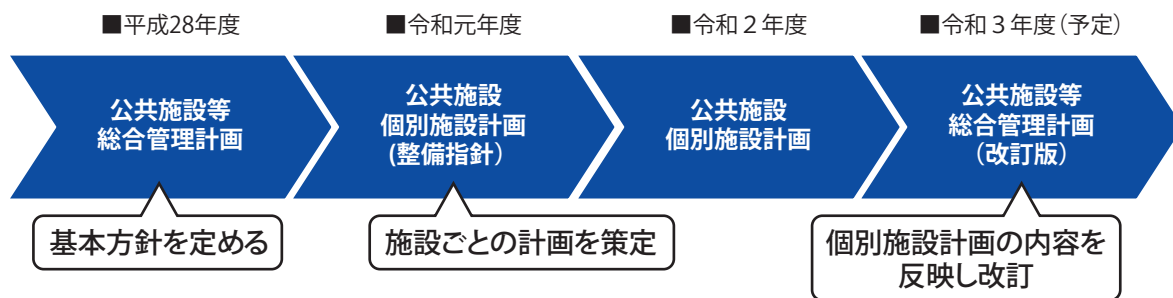 ■平成28年度
■令和元年度
■令和２年度
■令和３年度（予定）
公共施設等
総合管理計画
公共施設
個別施設計画
(整備指針）
公共施設
個別施設計画
公共施設等
総合管理計画
（改訂版）
基本方針を定める
施設ごとの計画を策定
個別施設計画の内容を
反映し改訂